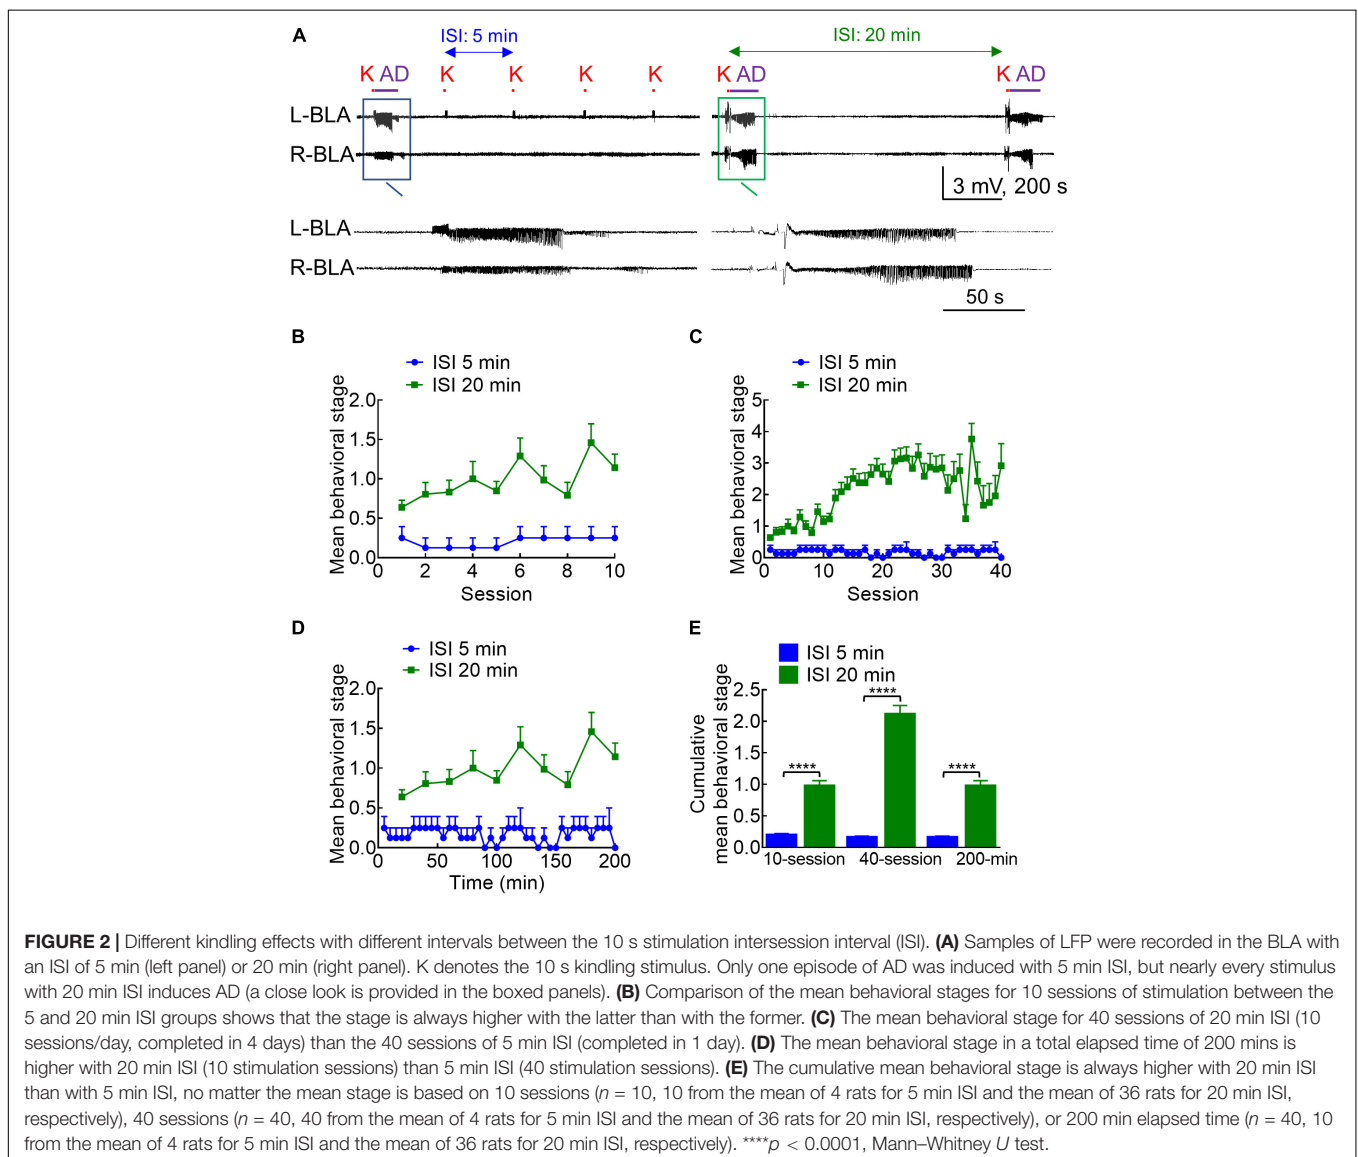 A
ISI: 5 min
ISI: 20 min
K AD K K K K K AD K AD
L-BLA
R-BLA
3 mV, 200 s
L-BLA
R-BLA
50 s
B
ISI 5 min
ISI 20 min
Mean behavioral stage
2.0
1.5
1.0
0.5
0.0
0 2 4 6 8 10
Session
C
ISI 5 min
ISI 20 min
Mean behavioral stage
5
4
3
2
1
0
0 10 20 30 40
Session
D
ISI 5 min
ISI 20 min
Mean behavioral stage
2.0
1.5
1.0
0.5
0.0
0 50 100 150 200
Time (min)
E
ISI 5 min
ISI 20 min
Cumulative
mean behavioral stage
2.5
2.0
1.5
1.0
0.5
0.0
****
****
****
10-session 40-session 200-min
FIGURE 2 | Different kindling effects with different intervals between the 10 s stimulation intersession interval (ISI). (A) Samples of LFP were recorded in the BLA with
an ISI of 5 min (left panel) or 20 min (right panel). K denotes the 10 s kindling stimulus. Only one episode of AD was induced with 5 min ISI, but nearly every stimulus
with 20 min ISI induces AD (a close look is provided in the boxed panels). (B) Comparison of the mean behavioral stages for 10 sessions of stimulation between the
5 and 20 min ISI groups shows that the stage is always higher with the latter than with the former. (C) The mean behavioral stage for 40 sessions of 20 min ISI (10
sessions/day, completed in 4 days) than the 40 sessions of 5 min ISI (completed in 1 day). (D) The mean behavioral stage in a total elapsed time of 200 mins is
higher with 20 min ISI (10 stimulation sessions) than 5 min ISI (40 stimulation sessions). (E) The cumulative mean behavioral stage is always higher with 20 min ISI
than with 5 min ISI, no matter the mean stage is based on 10 sessions (n = 10, 10 from the mean of 4 rats for 5 min ISI and the mean of 36 rats for 20 min ISI,
respectively), 40 sessions (n = 40, 40 from the mean of 4 rats for 5 min ISI and the mean of 36 rats for 20 min ISI, respectively), or 200 min elapsed time (n = 40, 10
from the mean of 4 rats for 5 min ISI and the mean of 36 rats for 20 min ISI, respectively). ****p < 0.0001, Mann–Whitney U test.